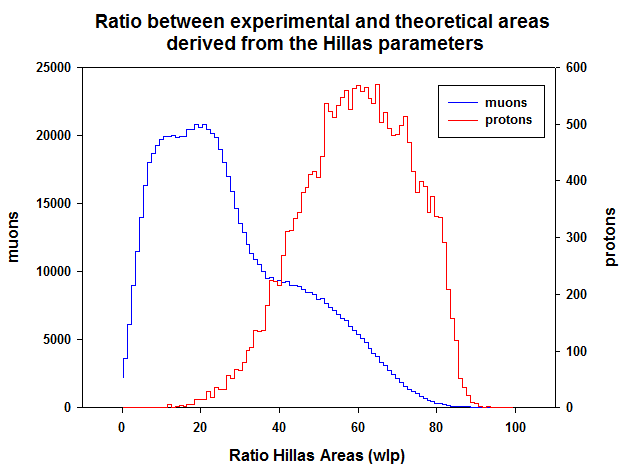 Ratio between experimental and theoretical areas
derived from the Hillas parameters
25000
20000
15000
10000
5000
0
muons
600
500
400
300
200
100
0
protons
muons
protons
0
20
40
60
80
100
Ratio Hillas Areas (wlp)